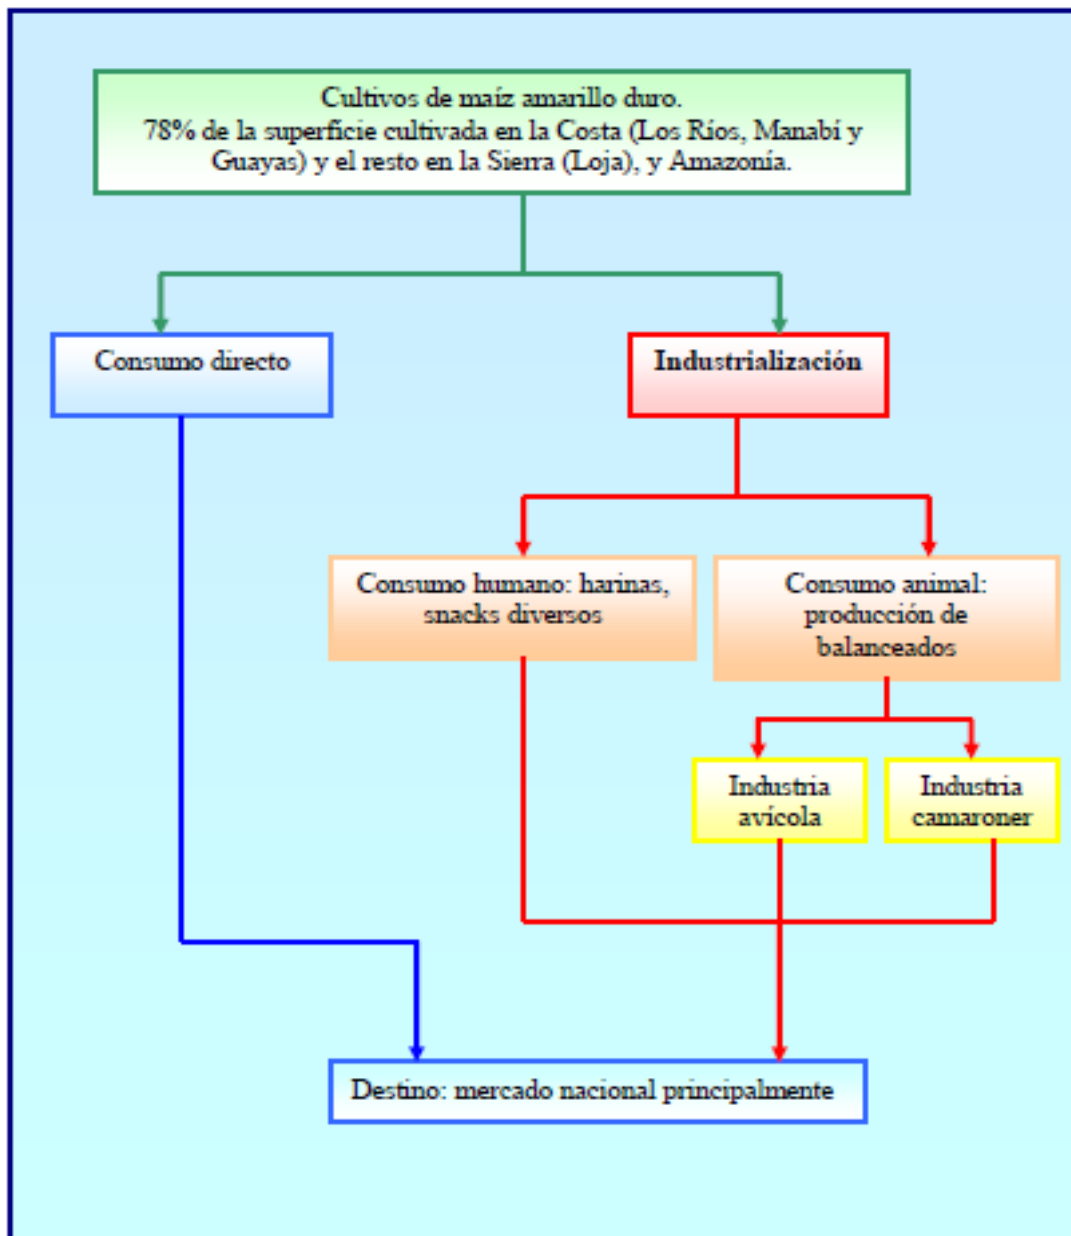 Cultivos de maíz amarillo duro.
78% de la superficie cultivada en la Costa (Los Ríos, Manabí y
Guayas) y el resto en la Sierra (Loja), y Amazonía.
Consumo directo
Industrialización
Consumo humano: harinas,
snacks diversos
Consumo animal:
producción de
balanceados
Industria
avícola
Industria
camaroner
Destino: mercado nacional principalmente